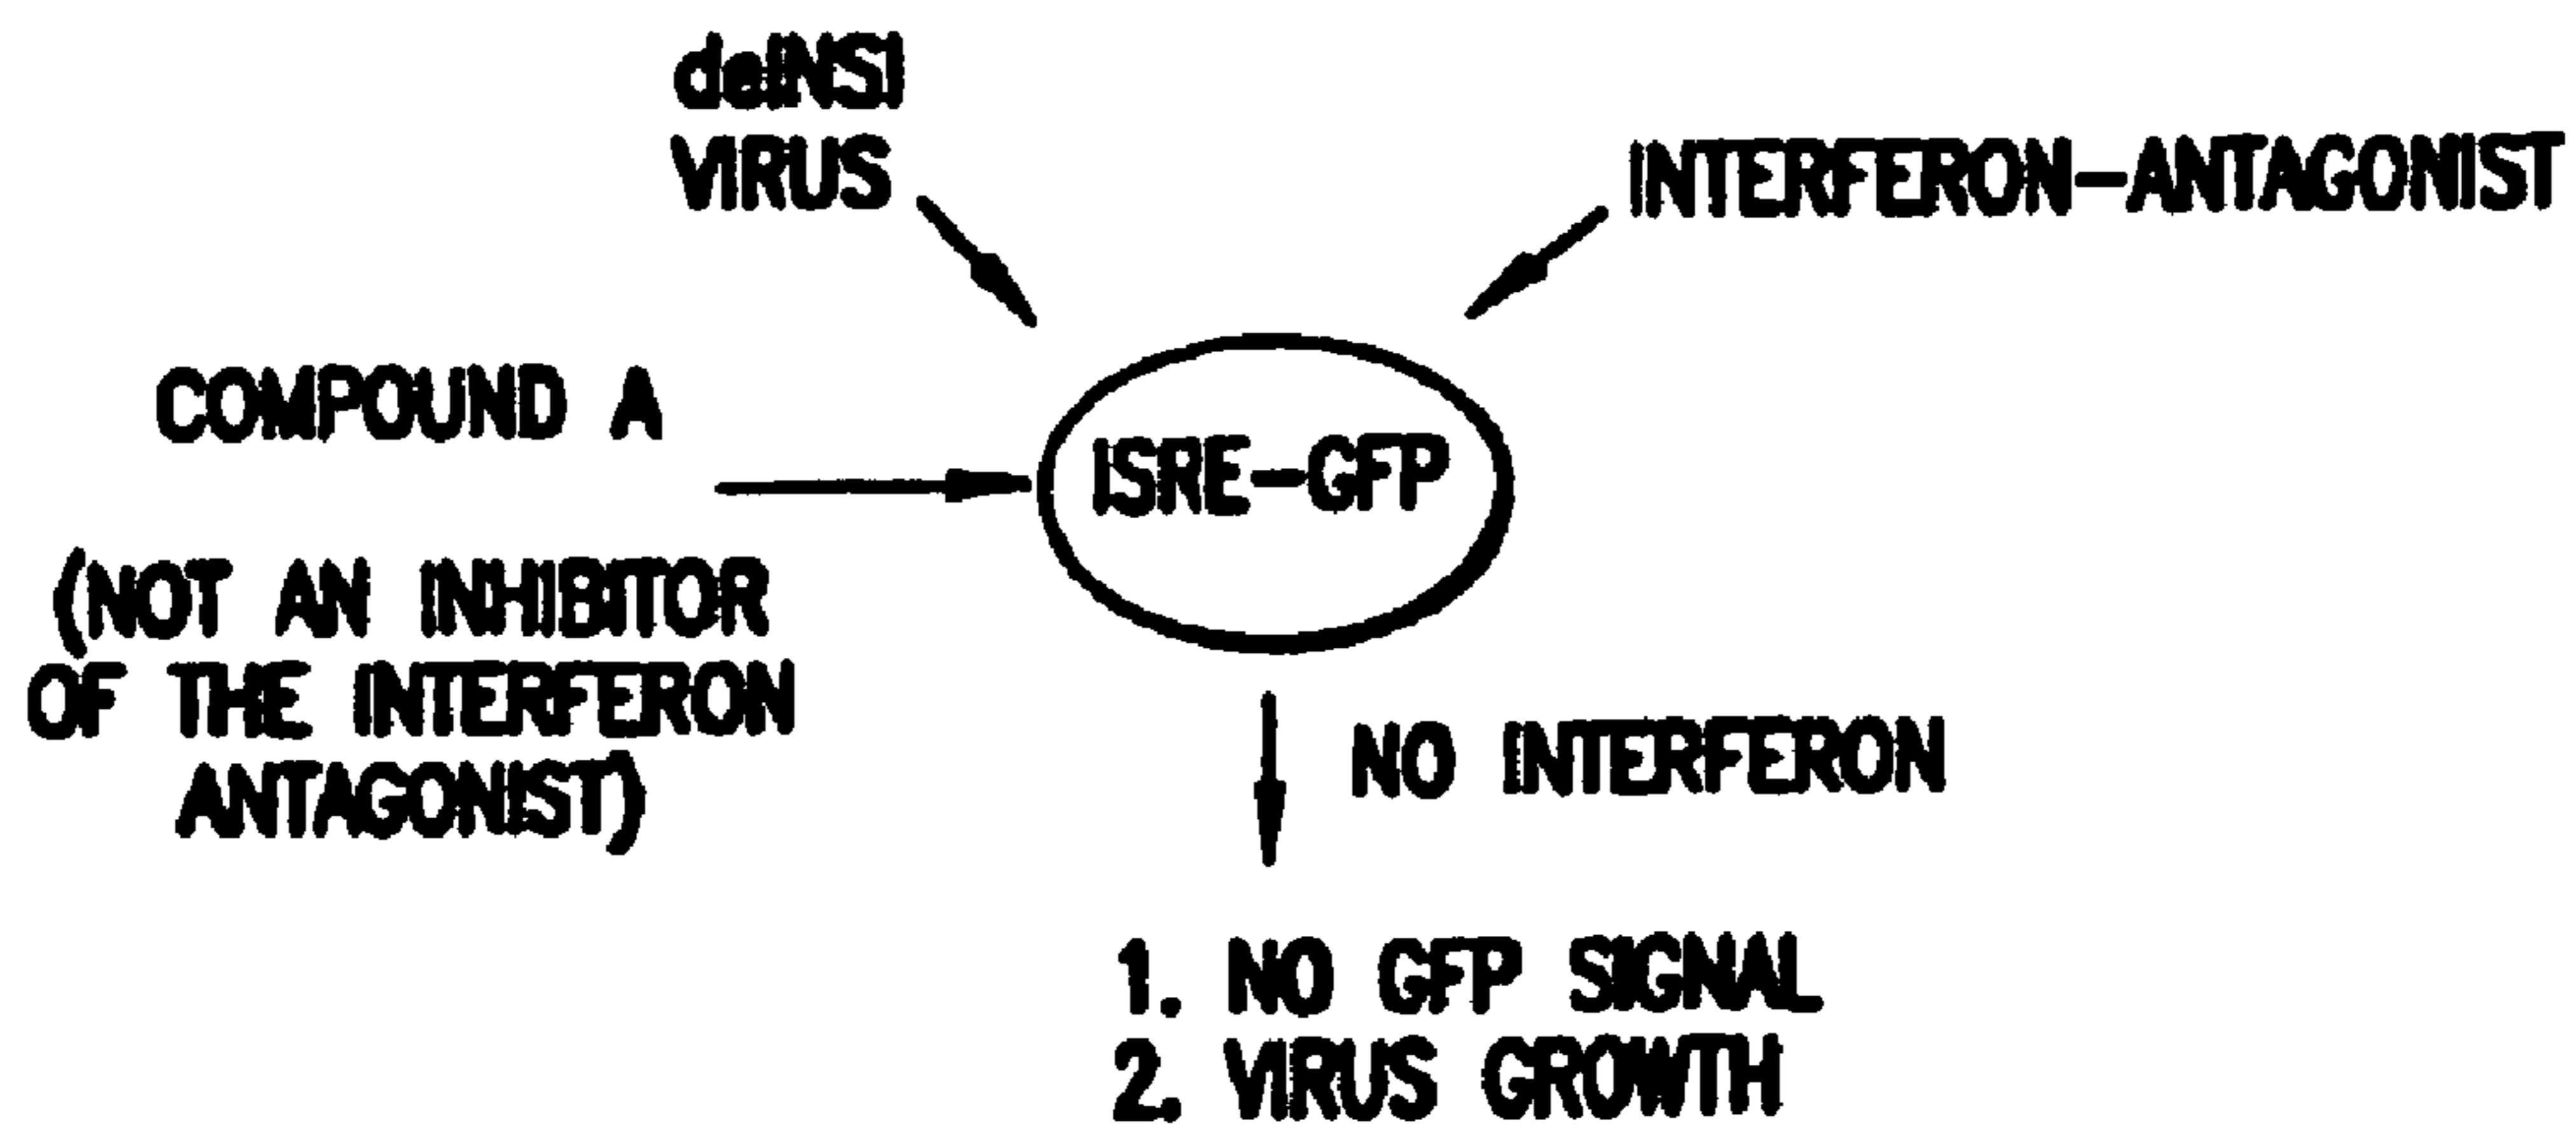 delNS1
VIRUS
INTERFERON-ANTAGONIST
COMPOUND A
ISRE-GFP
(NOT AN INHIBITOR
OF THE INTERFERON
ANTAGONIST)
NO INTERFERON
1. NO GFP SIGNAL
2. VIRUS GROWTH